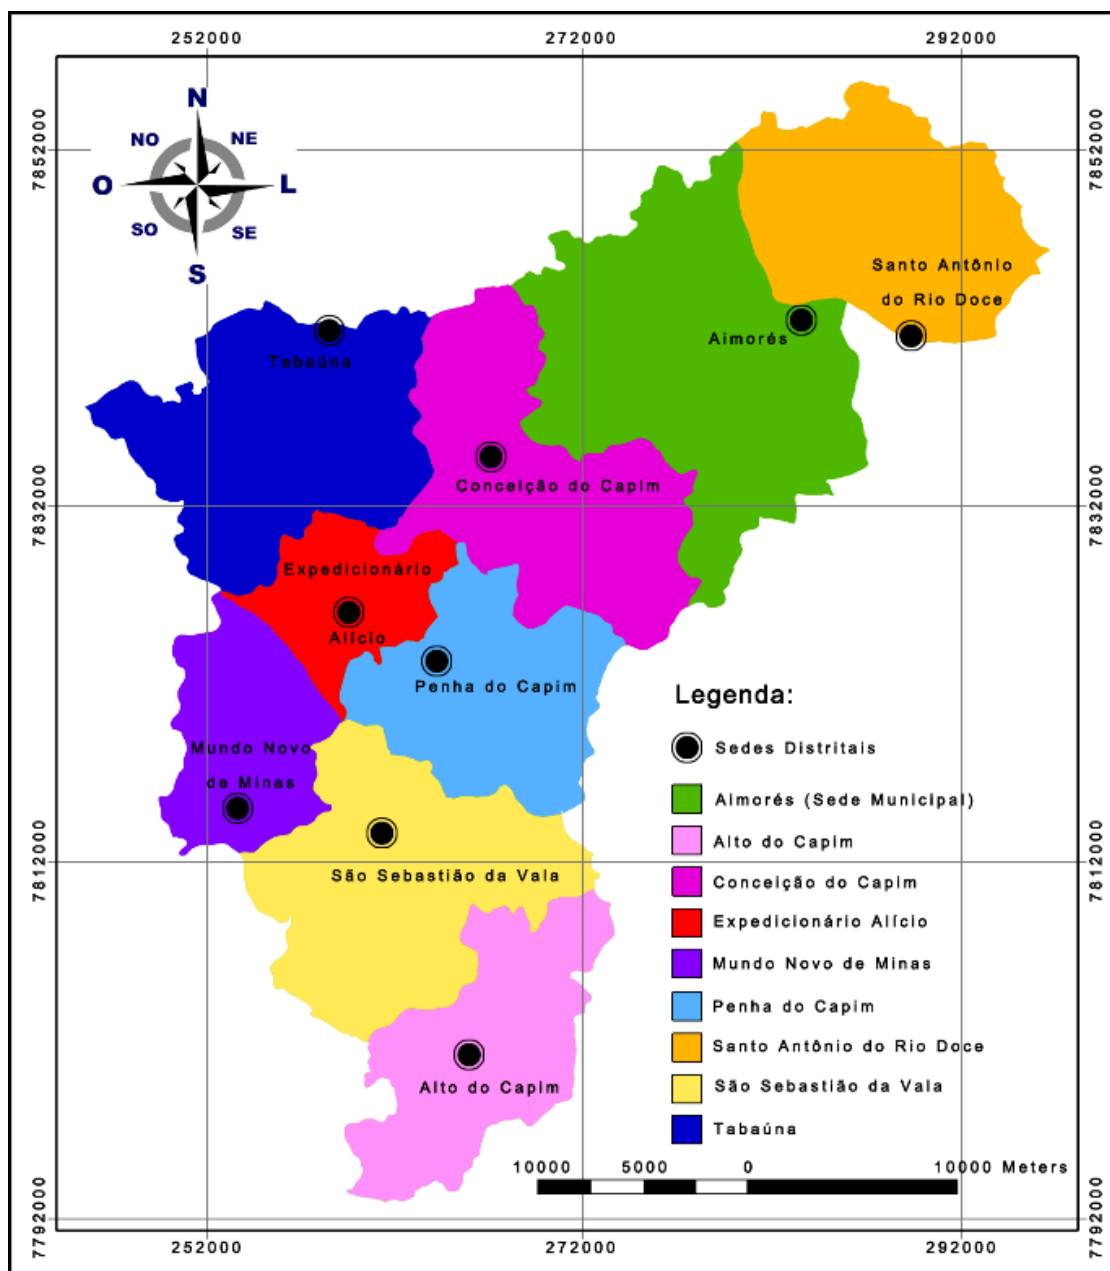 252000
272000
292000
N
NO
NE
7852000
7852000
O
L
SO
SE
S
Santo Antônio
do Rio Doce
Aimorés
Tabaúna
Conceição do Capim
7832000
7832000
Expedicionário
Alício
Penha do Capim
Legenda:
Mundo Novo
de Minas
Sedes Distritais
Aimorés (Sede Municipal)
Alto do Capim
7812000
7812000
São Sebastião da Vala
Conceição do Capim
Expedicionário Alício
Mundo Novo de Minas
Penha do Capim
Santo Antônio do Rio Doce
São Sebastião da Vala
Alto do Capim
Tabaúna
10000 5000 0 10000 Meters
7792000
7792000
252000
272000
292000